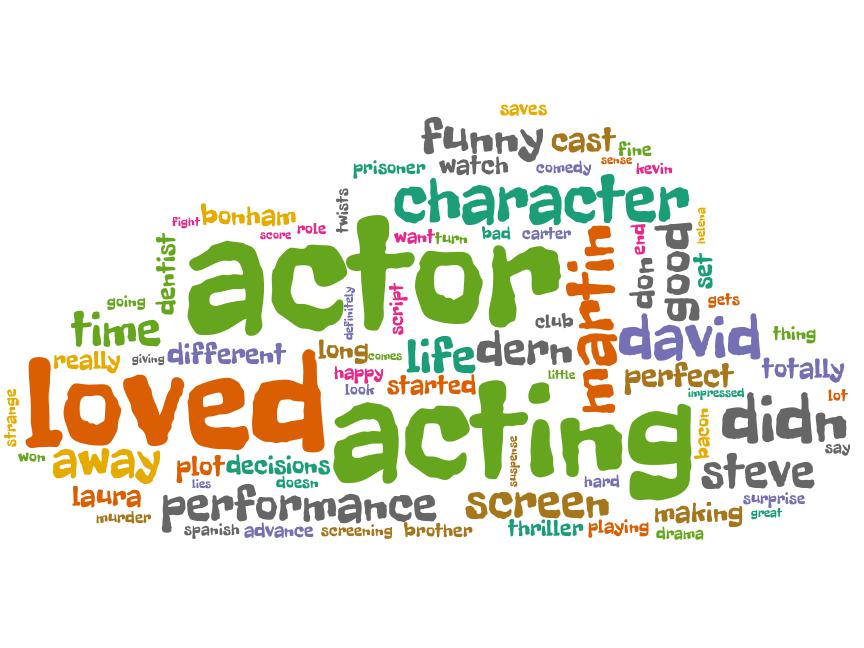 saves
funny cast fine
prisoner watch comedy sense kevin
twists character
fight bonham score role want turn bad carter end helena
dentist actor martin don good set
going definitely script gets
time club david thing
really giving different long comes life dern totally
happy little perfect
look started impressed lot
strange loved acting bacon didn say
won away plot decisions suspense steve
lies doesn hard
laura performance screen making surprise
murder great
spanish advance screening brother thriller playing drama